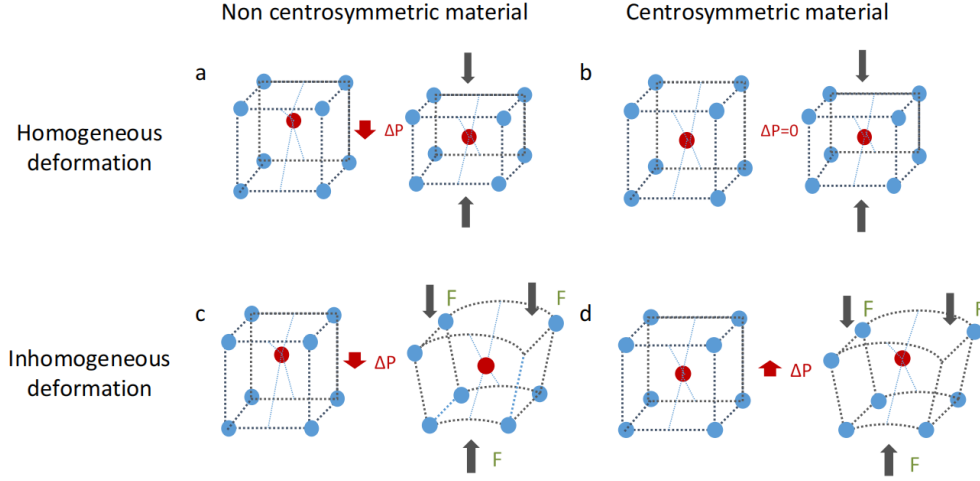 Non centrosymmetric material
Centrosymmetric material
a
b
Homogeneous
deformation
ΔP
ΔP=0
c
F
F
d
F
F
Inhomogeneous
deformation
ΔP
ΔP
F
F